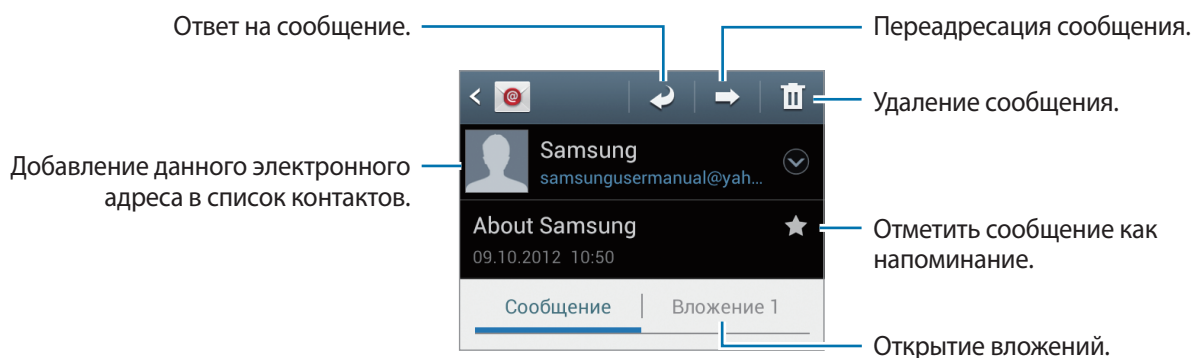 Ответ на сообщение.
Переадресация сообщения.
Удаление сообщения.
Добавление данного электронного
адреса в список контактов.
Samsung
samsungusermanual@yah...
About Samsung
09.10.2012 10:50
Отметить сообщение как
напоминание.
Сообщение
Вложение 1
Открытие вложений.